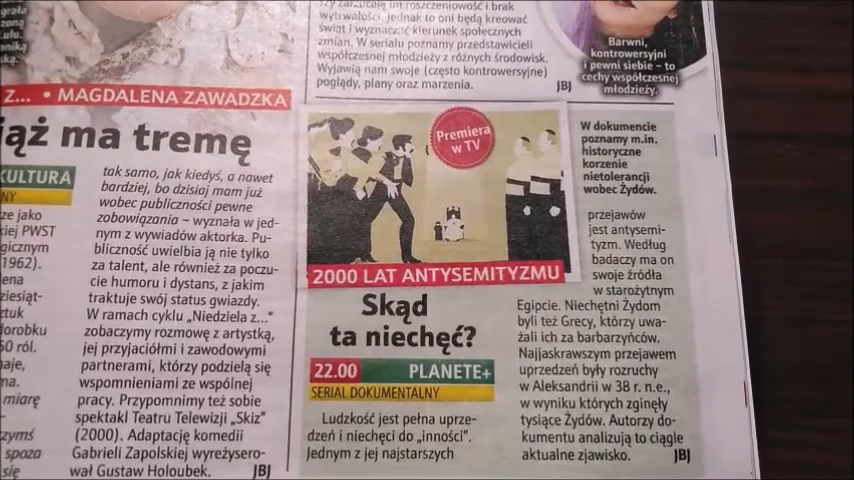 grała
zoną
ulu.
oniką
ską.
Z... • MAGDALENA ZAWADZKA
iąż ma tremę
KULTURA
NY
ze jako
kiej PWST
gicznym
1962).
ena
ziesiąt-
ztuk
dorobku
50 ról.
naje,
ma.
miarę
zymś
spoza
się
tak samo, jak kiedyś, a nawet
bardziej, bo dzisiaj mam już
wobec publiczności pewne
zobowiązania – wyznała w jed-
nym z wywiadów aktorka. Pu-
bliczność uwielbia ją nie tylko
za talent, ale również za poczu-
cie humoru i dystans, z jakim
traktuje swój status gwiazdy.
W ramach cyklu „Niedziela z...”
zobaczymy rozmowę z artystką,
jej przyjaciółmi i zawodowymi
partnerami, którzy podzielą się
wspomnieniami ze wspólnej
pracy. Przypomnimy też sobie
spektakl Teatru Telewizji „Skiz”
(2000). Adaptację komedii
Gabrieli Zapolskiej wyreżysero-
wał Gustaw Holoubek. JBJ
zarzucają im roszczeniowość i brak
wytrwałości. Jednak to oni będą kreować
świat i wyznaczać kierunek społecznych
zmian. W serialu poznamy przedstawicieli
współczesnej młodzieży z różnych środowisk.
Wyjawią nam swoje (często kontrowersyjne)
poglądy, plany oraz marzenia. JBJ
Barwni,
kontrowersyjni
i pewni siebie – to
cechy współczesnej
młodzieży.
Premiera
w TV
2000 LAT ANTYSEMITYZMU
Skąd
ta niechęć?
22.00 PLANETE+
SERIAL DOKUMENTALNY
Ludzkość jest pełna uprze-
dzeń i niechęci do „inności”.
Jednym z jej najstarszych
W dokumencie
poznamy m.in.
historyczne
korzenie
nietolerancji
wobec Żydów.
przejawów
jest antysemi-
tyzm. Według
badaczy ma on
swoje źródła
w starożytnym
Egipcie. Niechętni Żydom
byli też Grecy, którzy uwa-
żali ich za barbarzyńców.
Najjaskrawszym przejawem
uprzedzeń były rozruchy
w Aleksandrii w 38 r. n.e.,
w wyniku których zginęły
tysiące Żydów. Autorzy do-
kumentu analizują to ciągle
aktualne zjawisko. JBJ